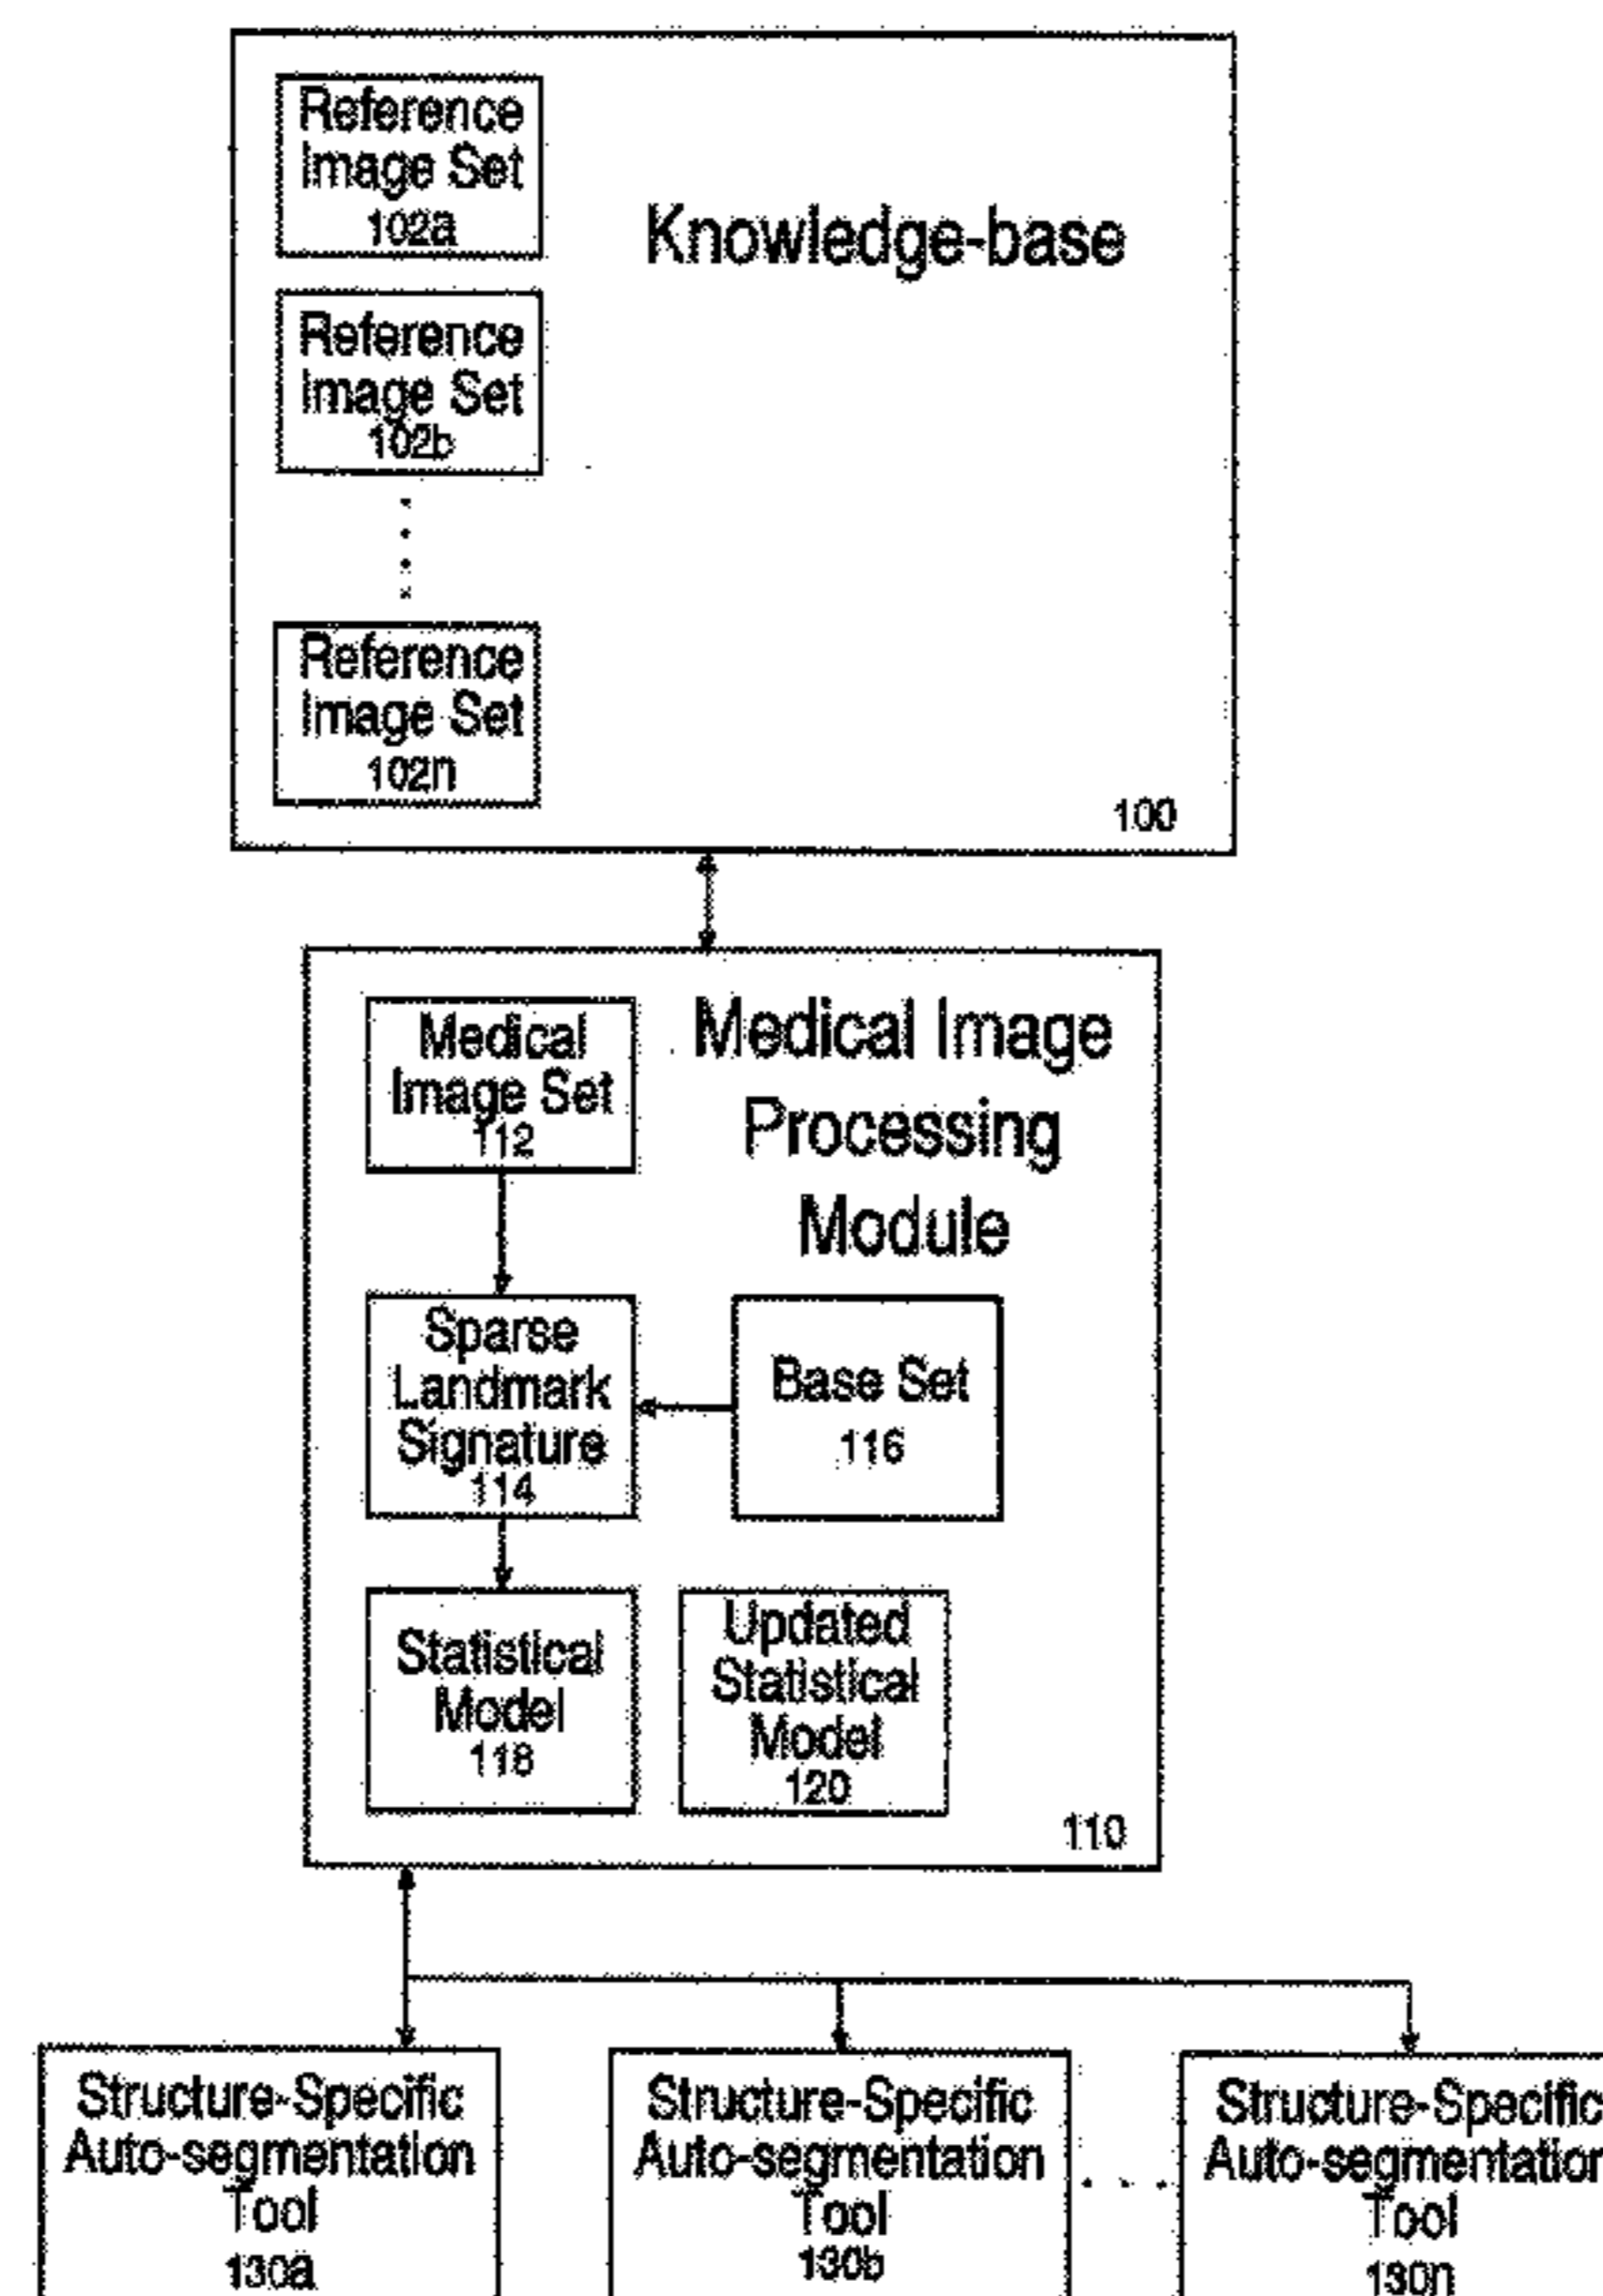 Reference
Image Set
102a
Knowledge-base
Reference
Image Set
102b
Reference
Image Set
102n
100
Medical
Image Set
112
Medical Image
Processing
Module
Sparse
Landmark
Signature
114
Base Set
116
Statistical
Model
118
Updated
Statistical
Model
120
110
Structure-Specific
Auto-segmentation
Tool
130a
Structure-Specific
Auto-segmentation
Tool
130b
Structure-Specific
Auto-segmentation
Tool
130n